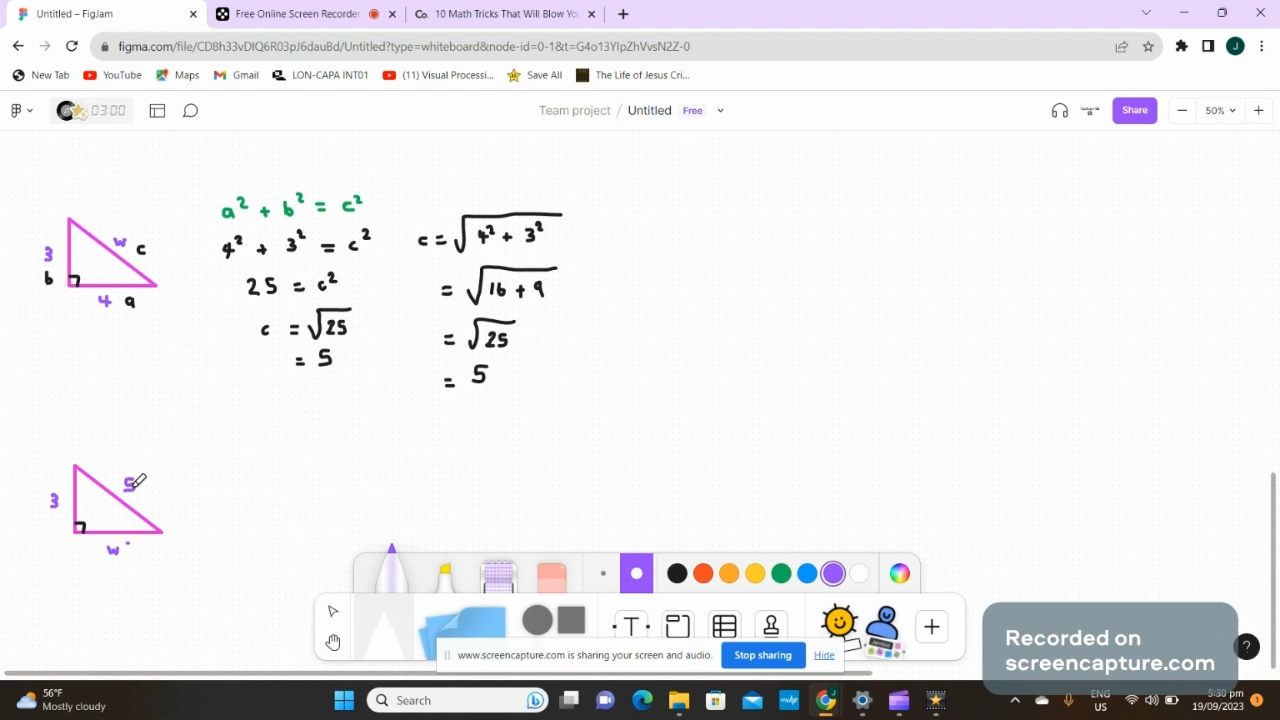 Untitled – FigJam
Free Online Screen Recorder
Co. 10 Math Tricks That Will Blow Yo
figma.com/file/CD8h33vDIQ6R03pJ6dauBd/Untitled?type=whiteboard&node-id=0-1&t=G4o13YIpZhVvsN2Z-0
J
New Tab
YouTube
Maps
Gmail
LON-CAPA INT01
(11) Visual Processi...
Save All
The Life of Jesus Cri...
03:00
Team project / Untitled Free
Share
50%
a² + b² = c²
4² + 3² = c²
25 = c²
c = √25
= 5
c = √4² + 3²
= √16 + 9
= √25
= 5
3
w
c
b
4
a
3
5
w
T
www.screencapture.com is sharing your screen and audio.
Stop sharing
Hide
Recorded on
screencapture.com
?
56°F
Mostly cloudy
Search
ENG
US
5:30 pm
19/09/2023
1